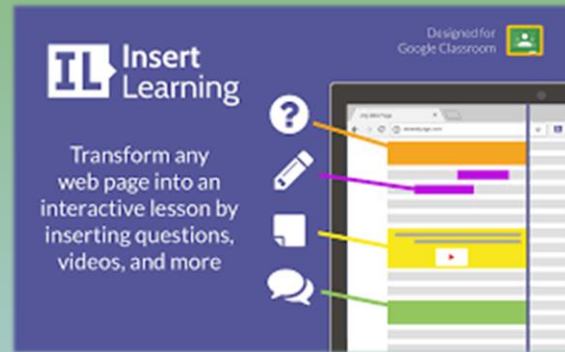 IL Insert
Learning
Designed for
Google Classroom
Transform any
web page into an
interactive lesson by
inserting questions,
videos, and more
?